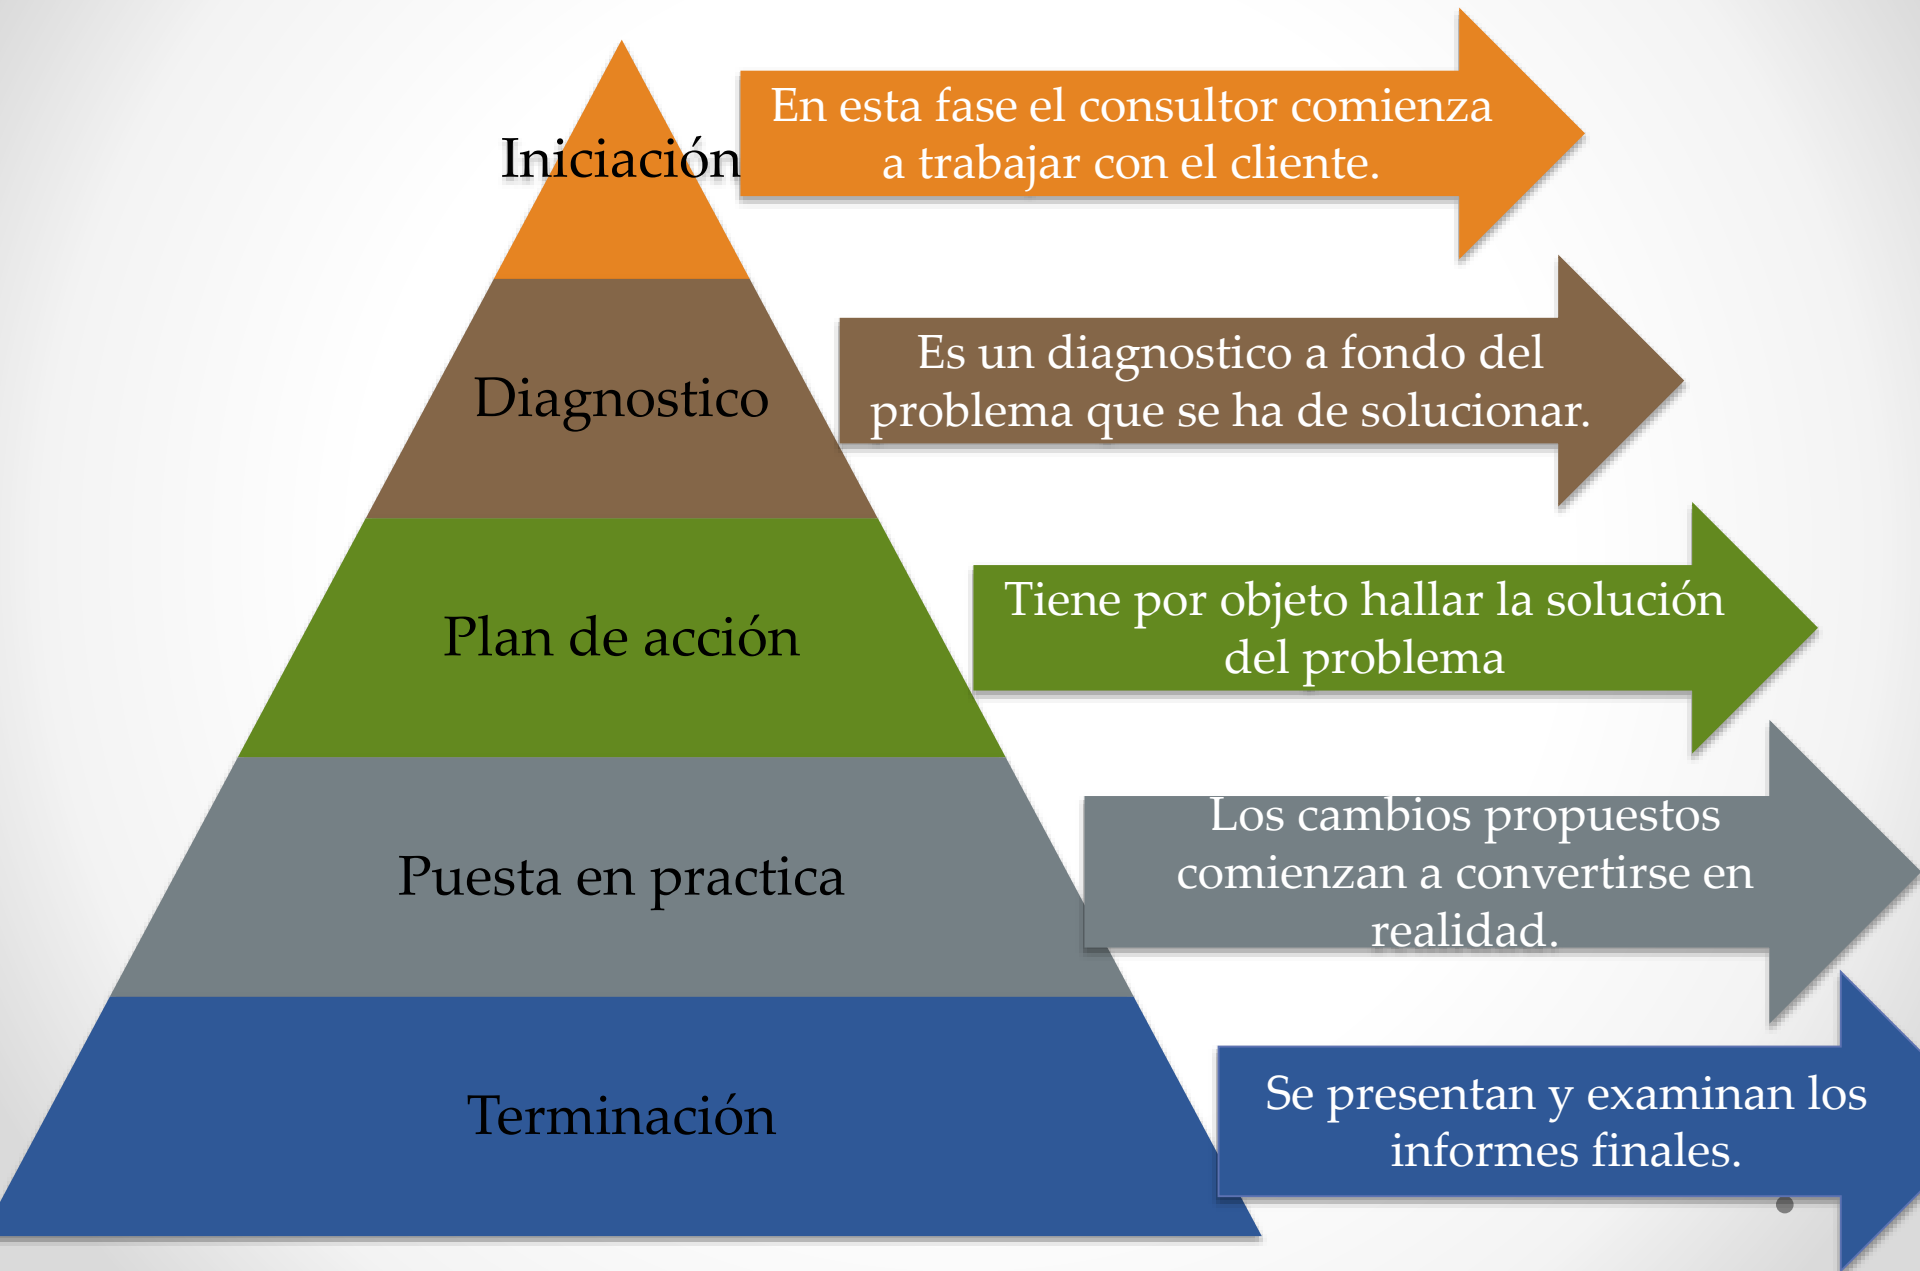 Iniciación
En esta fase el consultor comienza
a trabajar con el cliente.
Diagnostico
Es un diagnostico a fondo del
problema que se ha de solucionar.
Plan de acción
Tiene por objeto hallar la solución
del problema
Puesta en practica
Los cambios propuestos
comienzan a convertirse en
realidad.
Terminación
Se presentan y examinan los
informes finales.